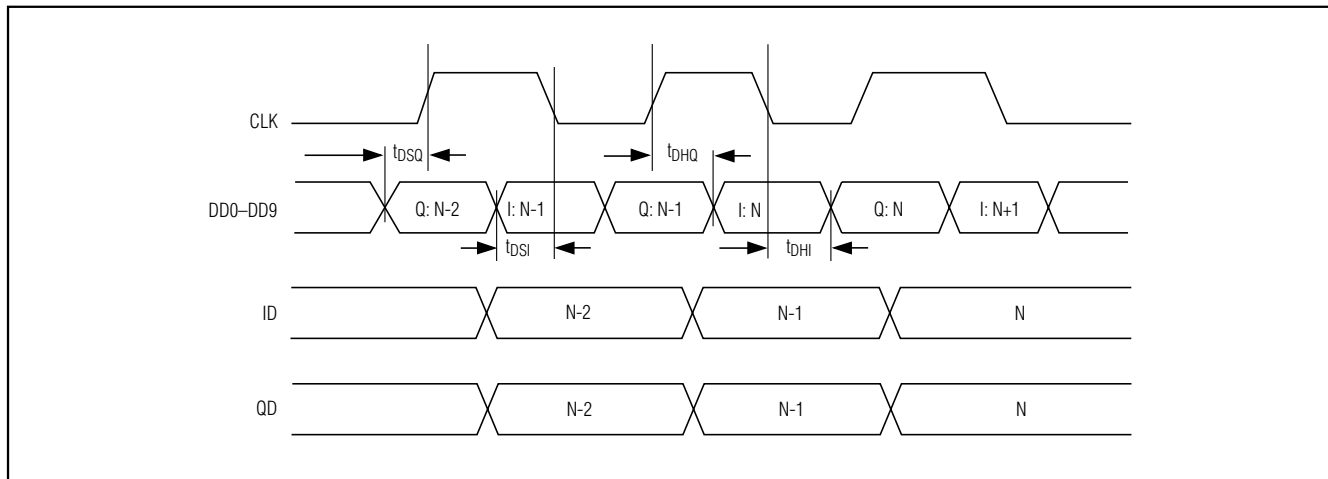 CLK
tDSQ tDHQ
DD0–DD9 Q: N-2 I: N-1 Q: N-1 I: N Q: N I: N+1
tDSI tDHI
ID N-2 N-1 N
QD N-2 N-1 N